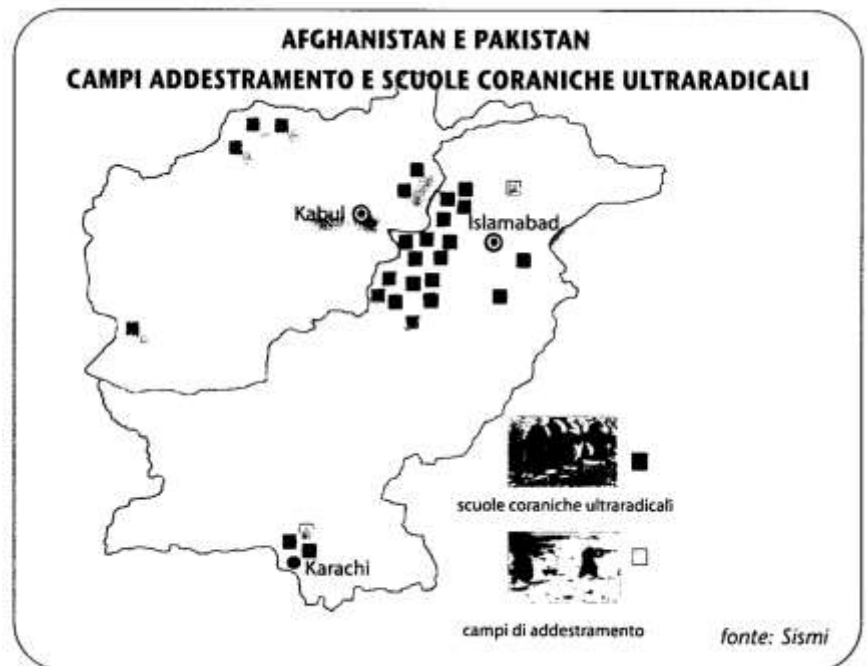 AFGHANISTAN E PAKISTAN
CAMPI ADDESTRAMENTO E SCUOLE CORANICHE ULTRARADICALI
Kabul
Islamabad
scuole coraniche ultraradicali
Karachi
campi di addestramento
fonte: Sismi